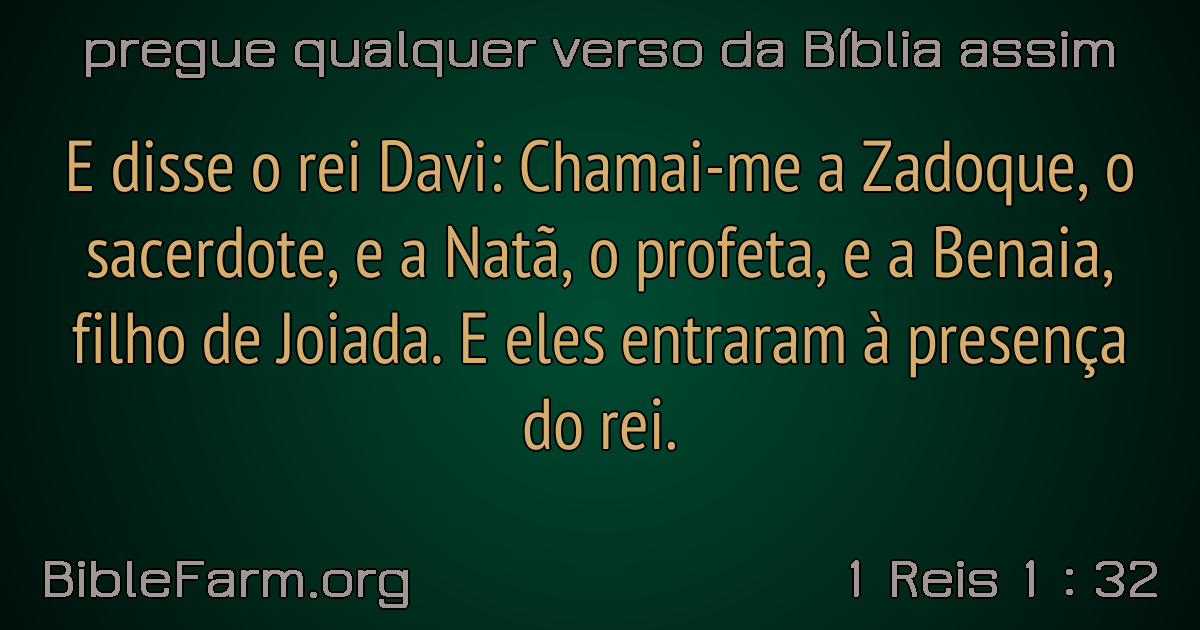 pregue qualquer verso da Bíblia assim
E disse o rei Davi: Chamai-me a Zadoque, o
sacerdote, e a Natã, o profeta, e a Benaia,
filho de Joiada. E eles entraram à presença
do rei.
BibleFarm.org
1 Reis 1 : 32